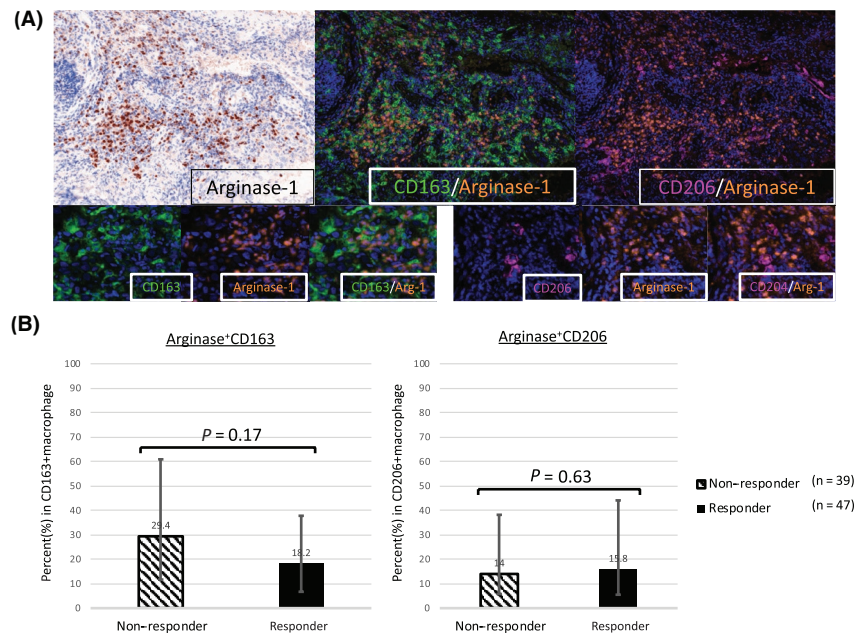 (A)
Arginase-1
CD163/Arginase-1
CD206/Arginase-1
CD163
Arginase-1
CD163/Arg-1
CD206
Arginase-1
CD204/Arg-1
(B)
Arginase⁺CD163
Percent(%) in CD163+macrophage
100
90
80
70
60
50
40
30
20
10
0
P = 0.17
29.4
18.2
Non-responder
Responder
Arginase⁺CD206
Percent(%) in CD206+macrophage
100
90
80
70
60
50
40
30
20
10
0
P = 0.63
14
15.8
Non-responder
Responder
Non-responder (n = 39)
Responder (n = 47)